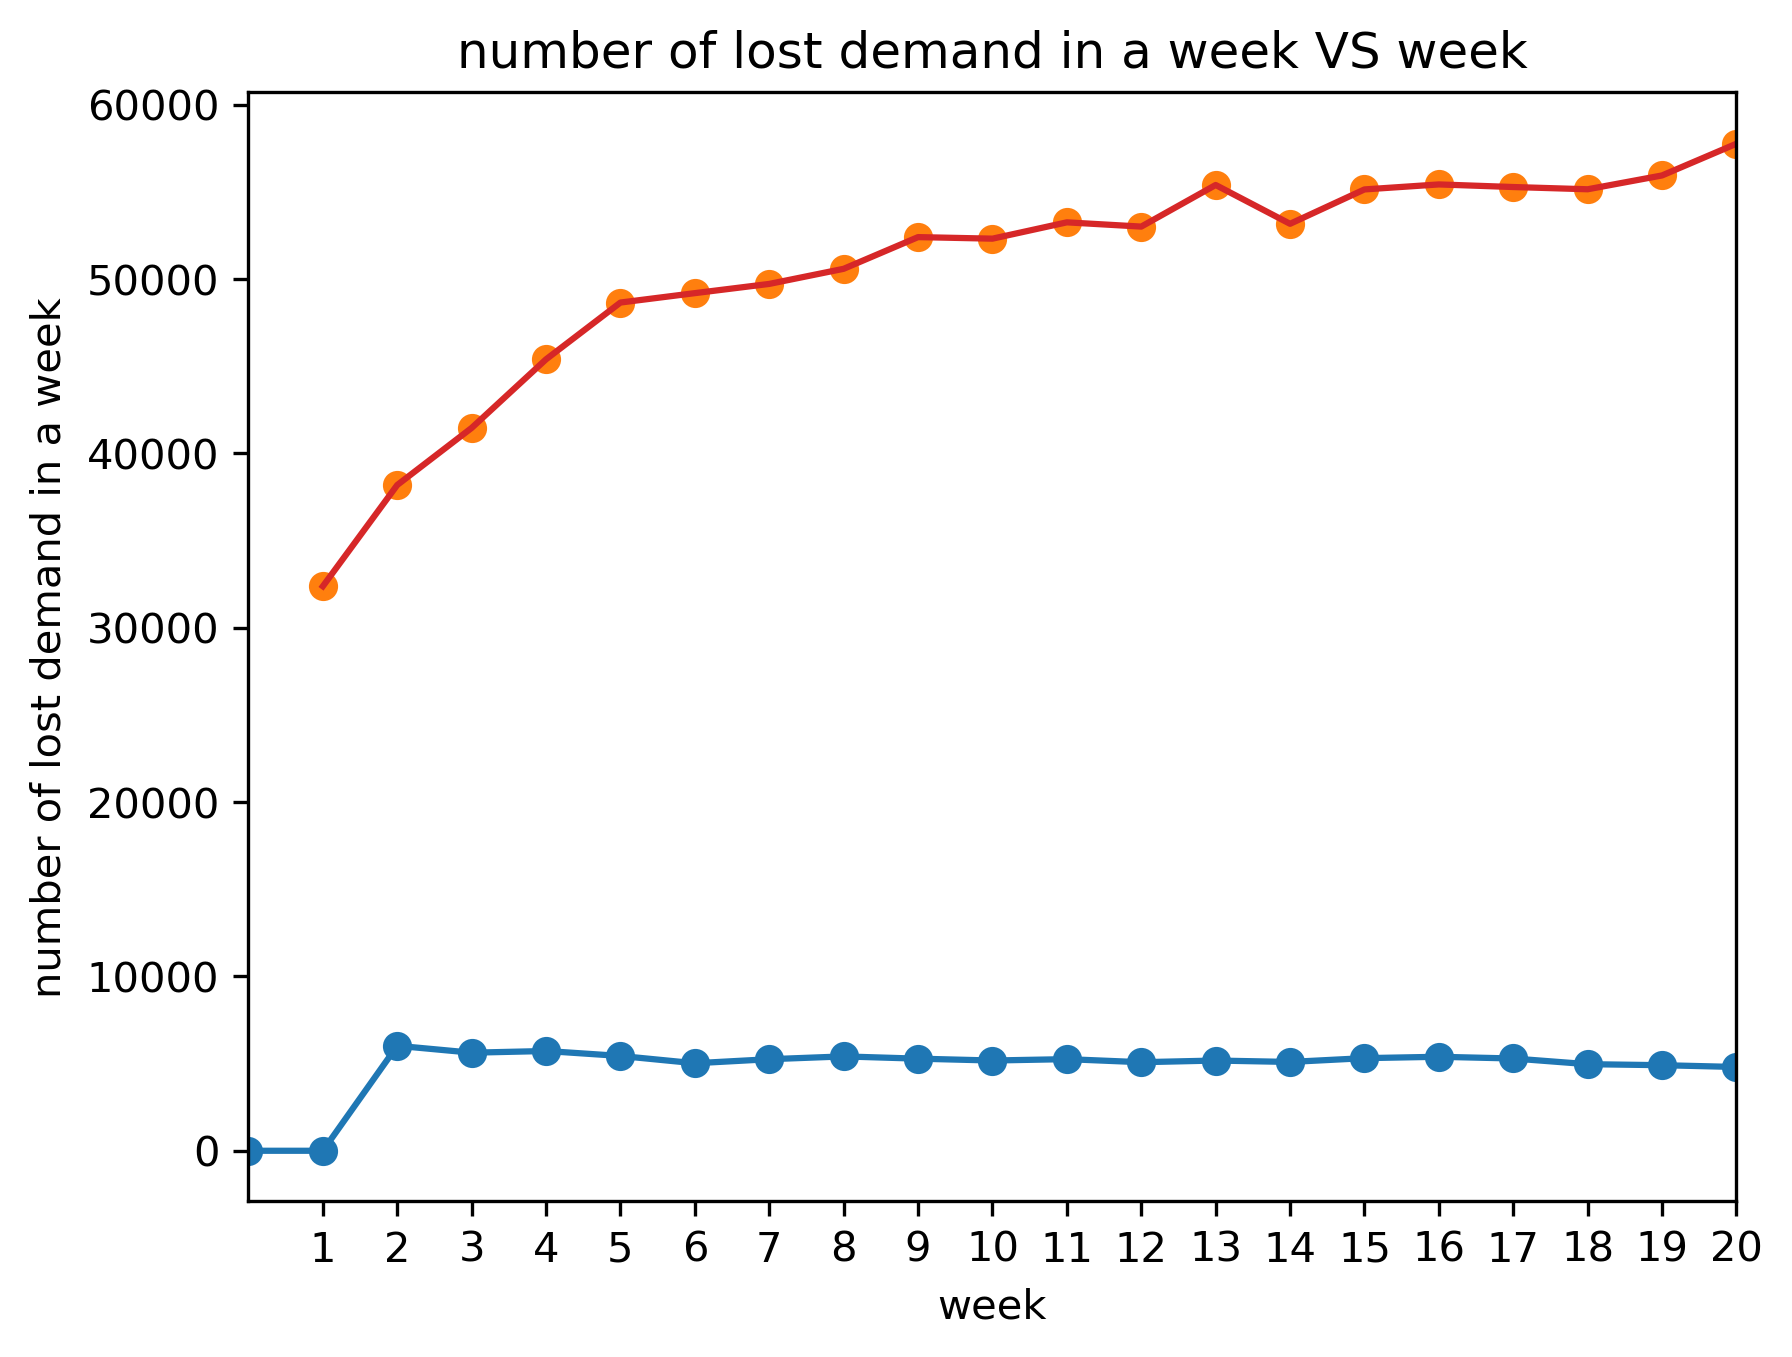 number of lost demand in a week VS week
number of lost demand in a week
60000
50000
40000
30000
20000
10000
0
1 2 3 4 5 6 7 8 9 10 11 12 13 14 15 16 17 18 19 20
week